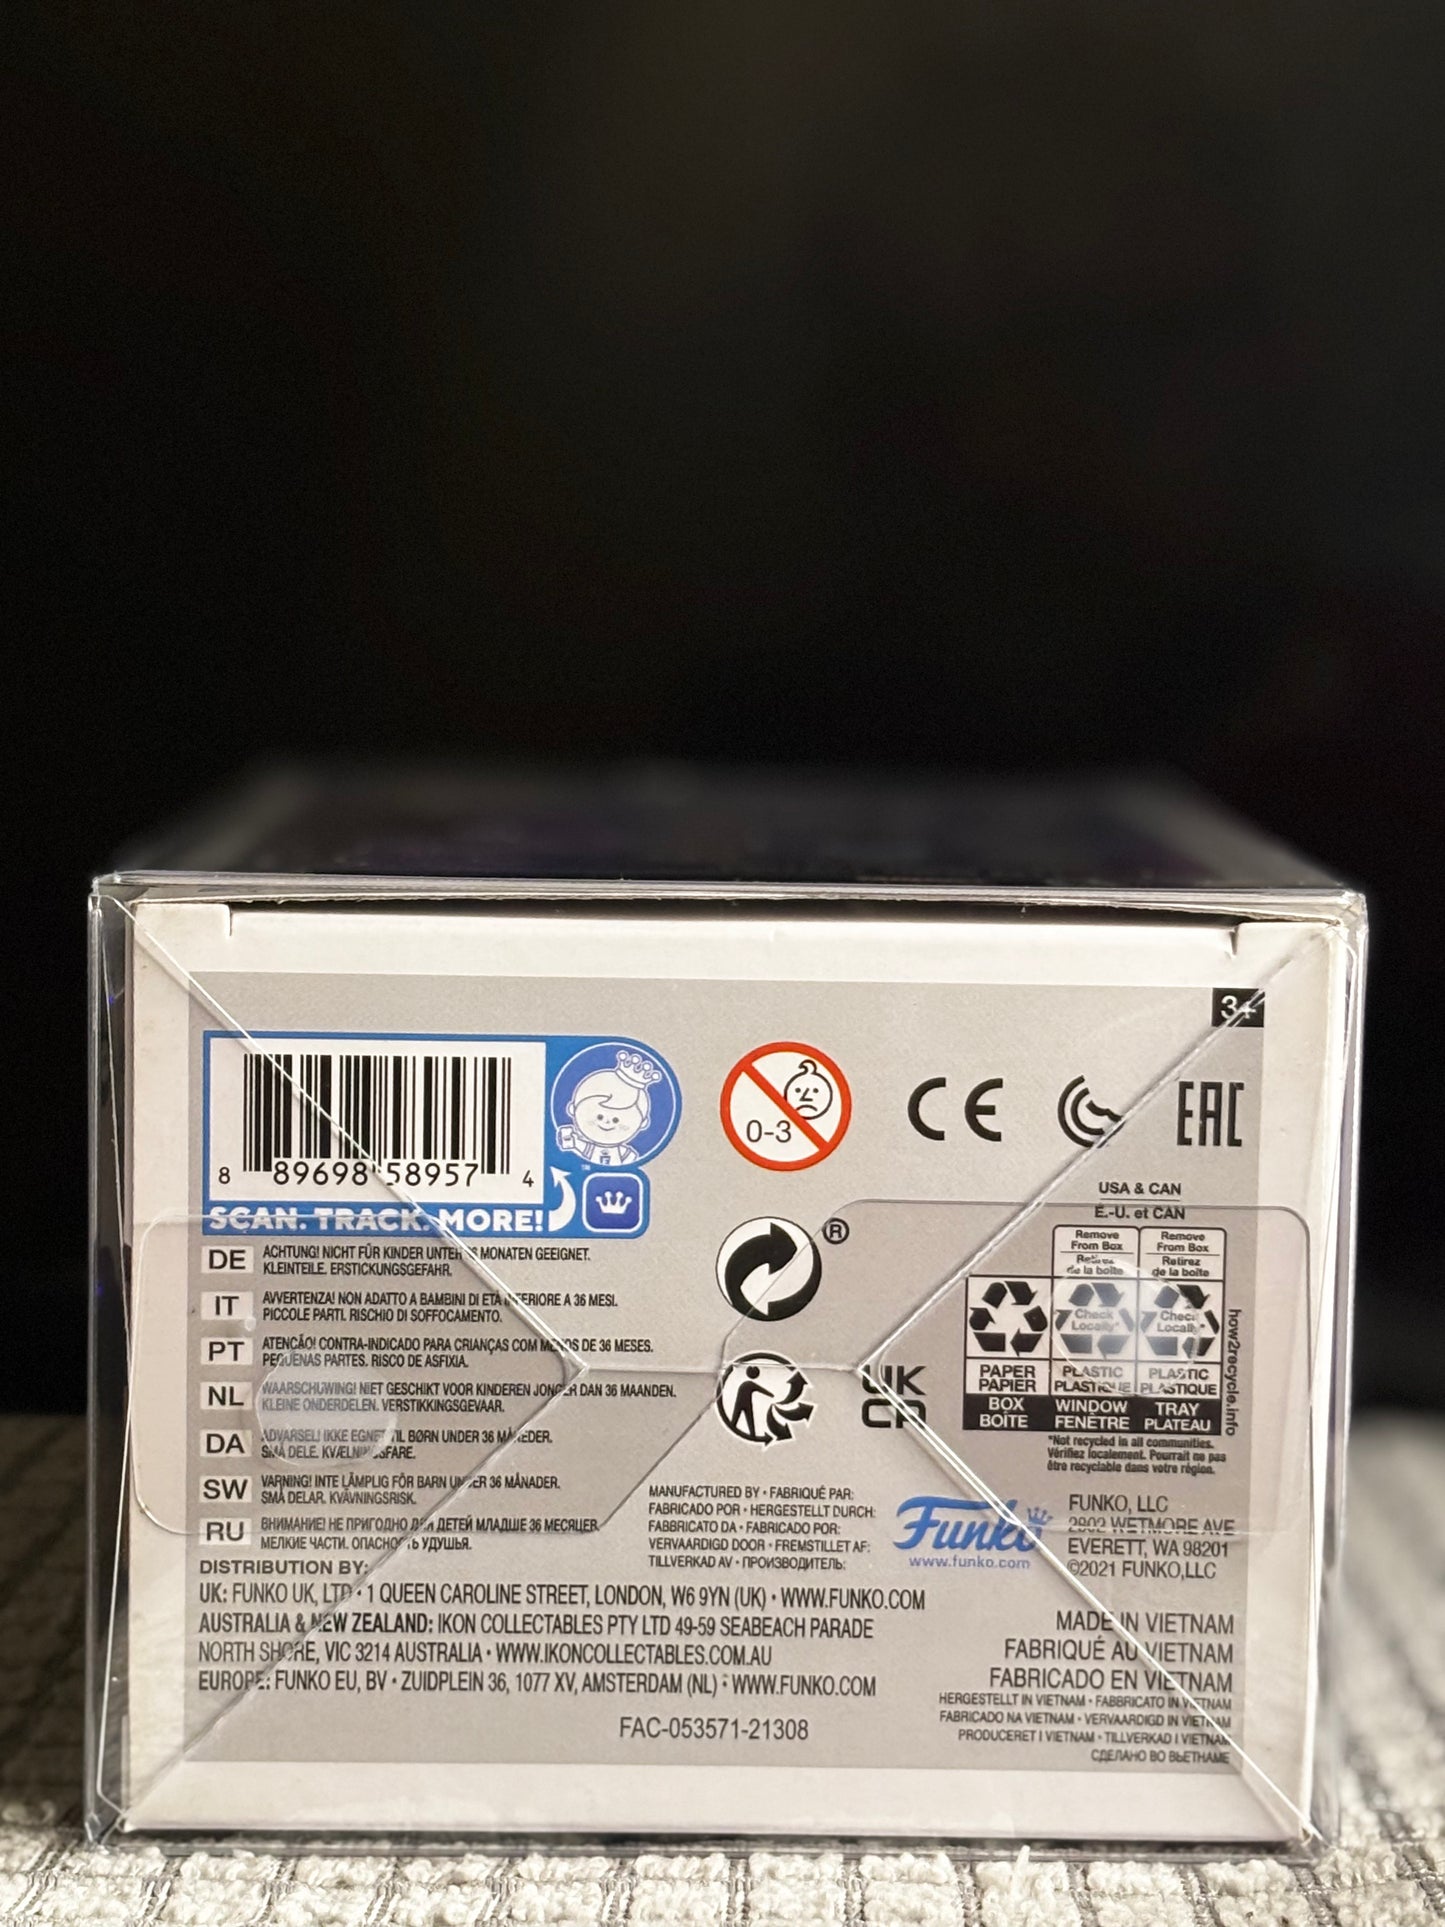 3+
8 89698 58957 4
SCAN. TRACK. MORE!
0-3
CE
EAC
DE ACHTUNG! NICHT FÜR KINDER UNTER 36 MONATEN GEEIGNET.
KLEINTEILE. ERSTICKUNGSGEFAHR.
IT AVVERTENZA! NON ADATTO A BAMBINI DI ETÀ INFERIORE A 36 MESI.
PICCOLE PARTI. RISCHIO DI SOFFOCAMENTO.
PT ATENCÃO! CONTRA-INDICADO PARA CRIANÇAS COM MENOS DE 36 MESES.
PEQUENAS PARTES. RISCO DE ASFIXIA.
NL WAARSCHUWING! NIET GESCHIKT VOOR KINDEREN JONGER DAN 36 MAANDEN.
KLEINE ONDERDELEN. VERSTIKKINGSGEVAAR.
DA ADVARSEL! IKKE EGNET TIL BØRN UNDER 36 MÅNEDER.
SMÅ DELE. KVÆLNINGSFARE.
SW VARNING! INTE LÄMPLIG FÖR BARN UNDER 36 MÅNADER.
SMÅ DELAR. KVÄVNINGSRISK.
RU ВНИМАНИЕ! НЕ ПРИГОДНО ДЛЯ ДЕТЕЙ МЛАДШЕ 36 МЕСЯЦЕВ.
МЕЛКИЕ ЧАСТИ. ОПАСНОСТЬ УДУШЬЯ.
®
UK
CA
USA & CAN
É.-U. et CAN
Remove From Box
Retirez de la boîte
Remove From Box
Retirez de la boîte
Check Locally*
Check Locally*
PAPER PAPIER
PLASTIC PLASTIQUE
PLASTIC PLASTIQUE
BOX BOÎTE
WINDOW FENÊTRE
TRAY PLATEAU
how2recycle.info
*Not recycled in all communities.
Vérifiez localement. Pourrait ne pas
être recyclable dans votre région.
MANUFACTURED BY • FABRIQUÉ PAR:
FABRICADO POR • HERGESTELLT DURCH:
FABBRICATO DA • FABRICADO POR:
VERVAARDIGD DOOR • FREMSTILLET AF:
TILLVERKAD AV • ПРОИЗВОДИТЕЛЬ:
Funko
www.funko.com
FUNKO, LLC
2802 WETMORE AVE
EVERETT, WA 98201
©2021 FUNKO,LLC
DISTRIBUTION BY:
UK: FUNKO UK, LTD • 1 QUEEN CAROLINE STREET, LONDON, W6 9YN (UK) • WWW.FUNKO.COM
AUSTRALIA & NEW ZEALAND: IKON COLLECTABLES PTY LTD 49-59 SEABEACH PARADE
NORTH SHORE, VIC 3214 AUSTRALIA • WWW.IKONCOLLECTABLES.COM.AU
EUROPE: FUNKO EU, BV • ZUIDPLEIN 36, 1077 XV, AMSTERDAM (NL) • WWW.FUNKO.COM
FAC-053571-21308
MADE IN VIETNAM
FABRIQUÉ AU VIETNAM
FABRICADO EN VIETNAM
HERGESTELLT IN VIETNAM • FABBRICATO IN VIETNAM
FABRICADO NA VIETNAM • VERVAARDIGD IN VIETNAM
PRODUCERET I VIETNAM • TILLVERKAD I VIETNAM
СДЕЛАНО ВО ВЬЕТНАМЕ